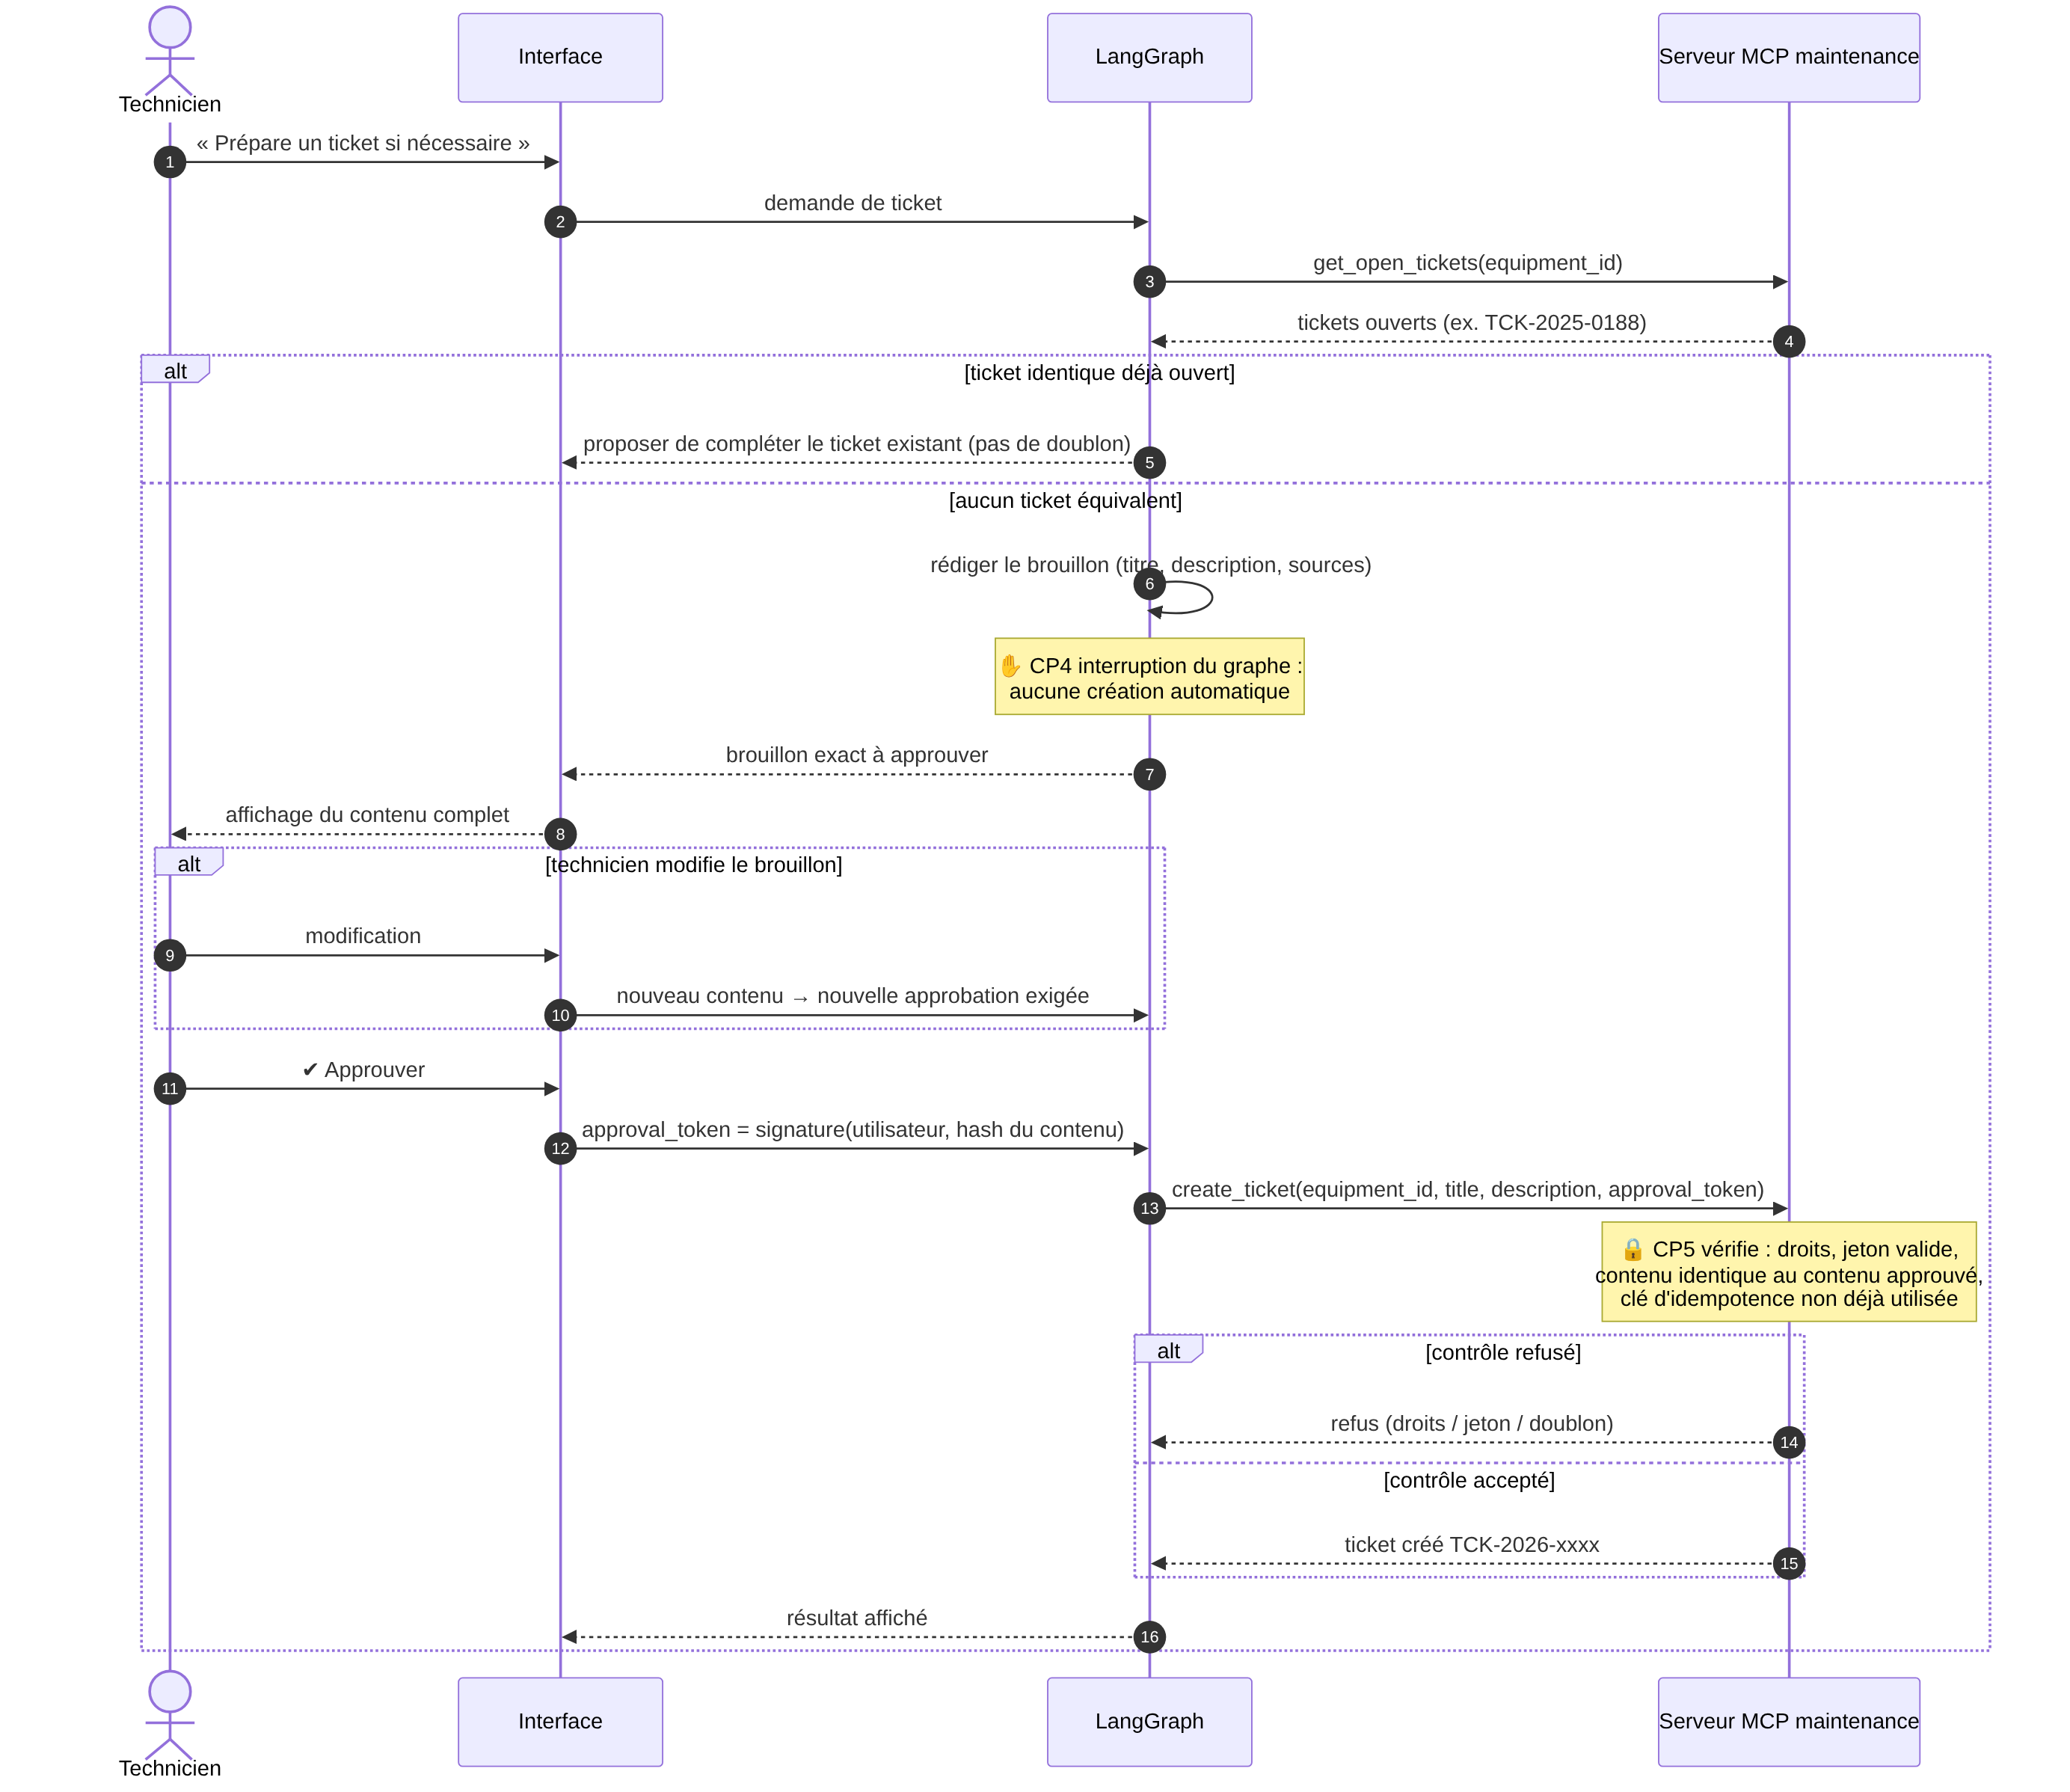 Technicien
Interface
LangGraph
Serveur MCP maintenance
« Prépare un ticket si nécessaire »
1
demande de ticket
2
get_open_tickets(equipment_id)
3
tickets ouverts (ex. TCK-2025-0188)
4
alt
[ticket identique déjà ouvert]
proposer de compléter le ticket existant (pas de doublon)
5
[aucun ticket équivalent]
rédiger le brouillon (titre, description, sources)
6
✋ CP4 interruption du graphe :
aucune création automatique
brouillon exact à approuver
7
affichage du contenu complet
8
alt
[technicien modifie le brouillon]
modification
9
nouveau contenu → nouvelle approbation exigée
10
✔ Approuver
11
approval_token = signature(utilisateur, hash du contenu)
12
create_ticket(equipment_id, title, description, approval_token)
13
🔒 CP5 vérifie : droits, jeton valide,
contenu identique au contenu approuvé,
clé d'idempotence non déjà utilisée
alt
[contrôle refusé]
refus (droits / jeton / doublon)
14
[contrôle accepté]
ticket créé TCK-2026-xxxx
15
résultat affiché
16
Technicien
Interface
LangGraph
Serveur MCP maintenance